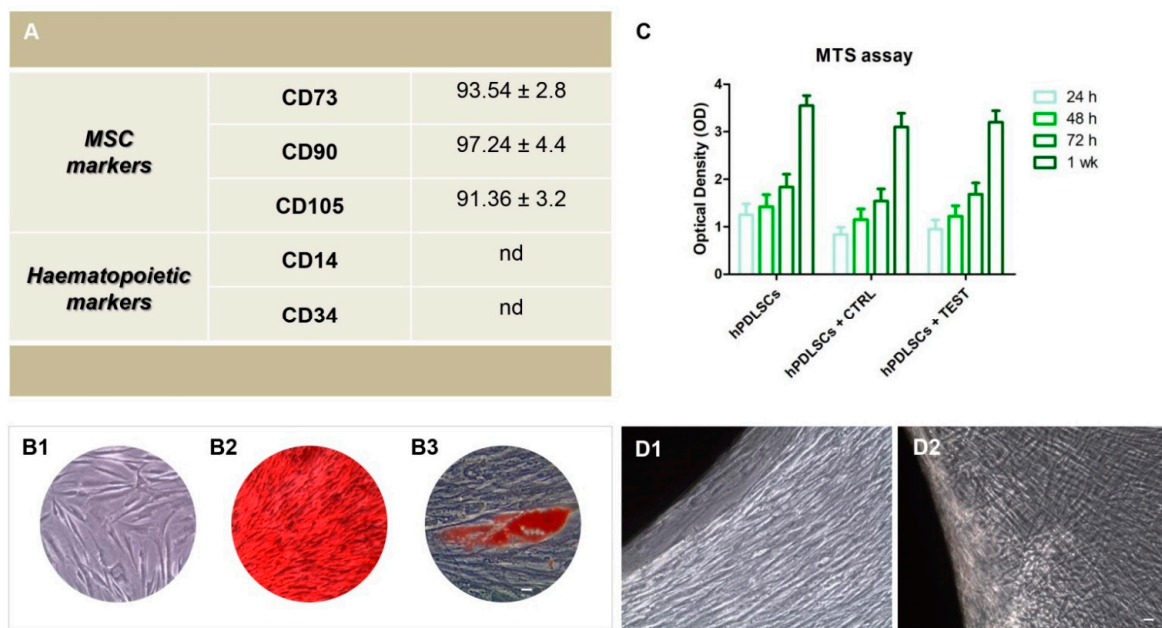 A
MSC
markers
CD73
93.54 ± 2.8
CD90
97.24 ± 4.4
CD105
91.36 ± 3.2
Haematopoietic
markers
CD14
nd
CD34
nd
C
MTS assay
Optical Density (OD)
4
3
2
1
0
24 h
48 h
72 h
1 wk
hPDLSCs
hPDLSCs + CTRL
hPDLSCs + TEST
B1
B2
B3
D1
D2